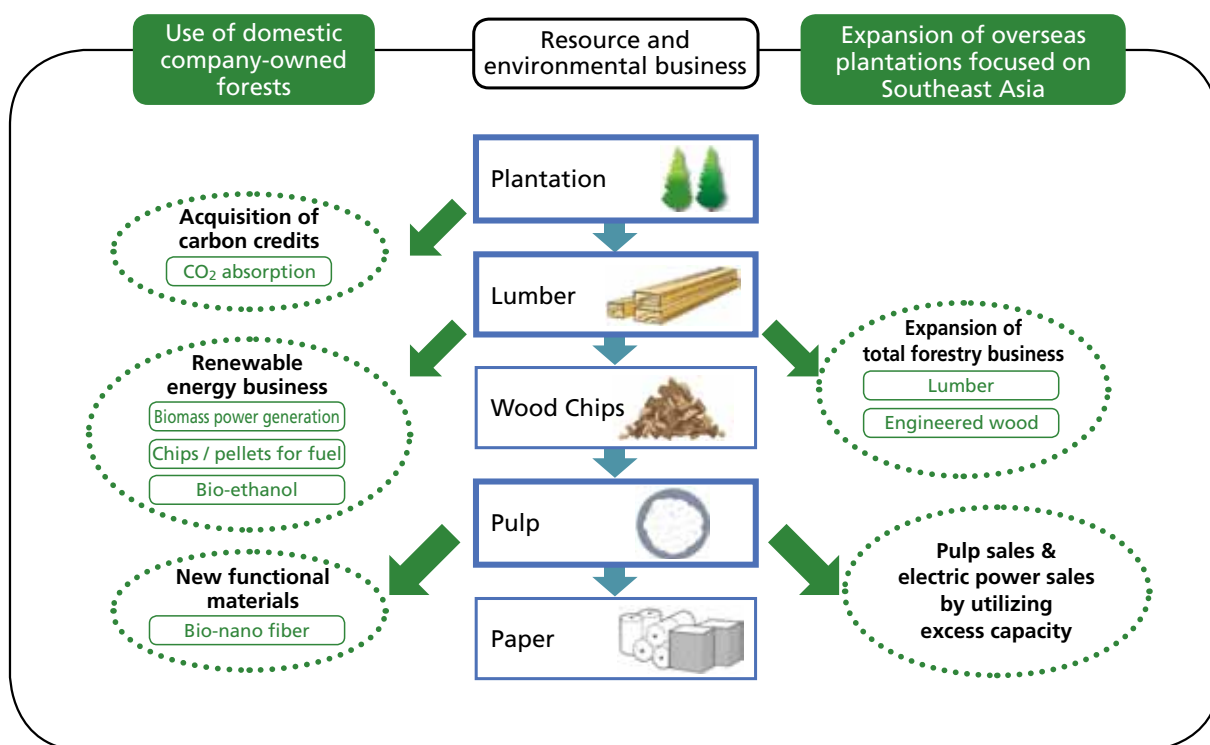 Use of domestic
company-owned
forests
Resource and
environmental business
Expansion of overseas
plantations focused on
Southeast Asia
Plantation
Acquisition of
carbon credits
CO₂ absorption
Lumber
Renewable
energy business
Biomass power generation
Chips / pellets for fuel
Bio-ethanol
Expansion of
total forestry business
Lumber
Engineered wood
Wood Chips
Pulp
New functional
materials
Bio-nano fiber
Pulp sales &
electric power sales
by utilizing
excess capacity
Paper